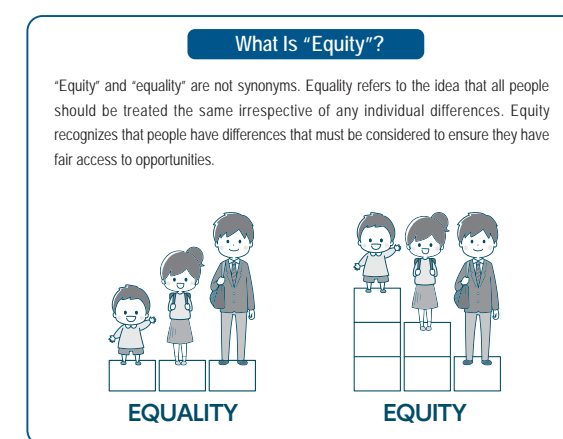 What Is “Equity”?
“Equity” and “equality” are not synonyms. Equality refers to the idea that all people
should be treated the same irrespective of any individual differences. Equity
recognizes that people have differences that must be considered to ensure they have
fair access to opportunities.
EQUALITY
EQUITY